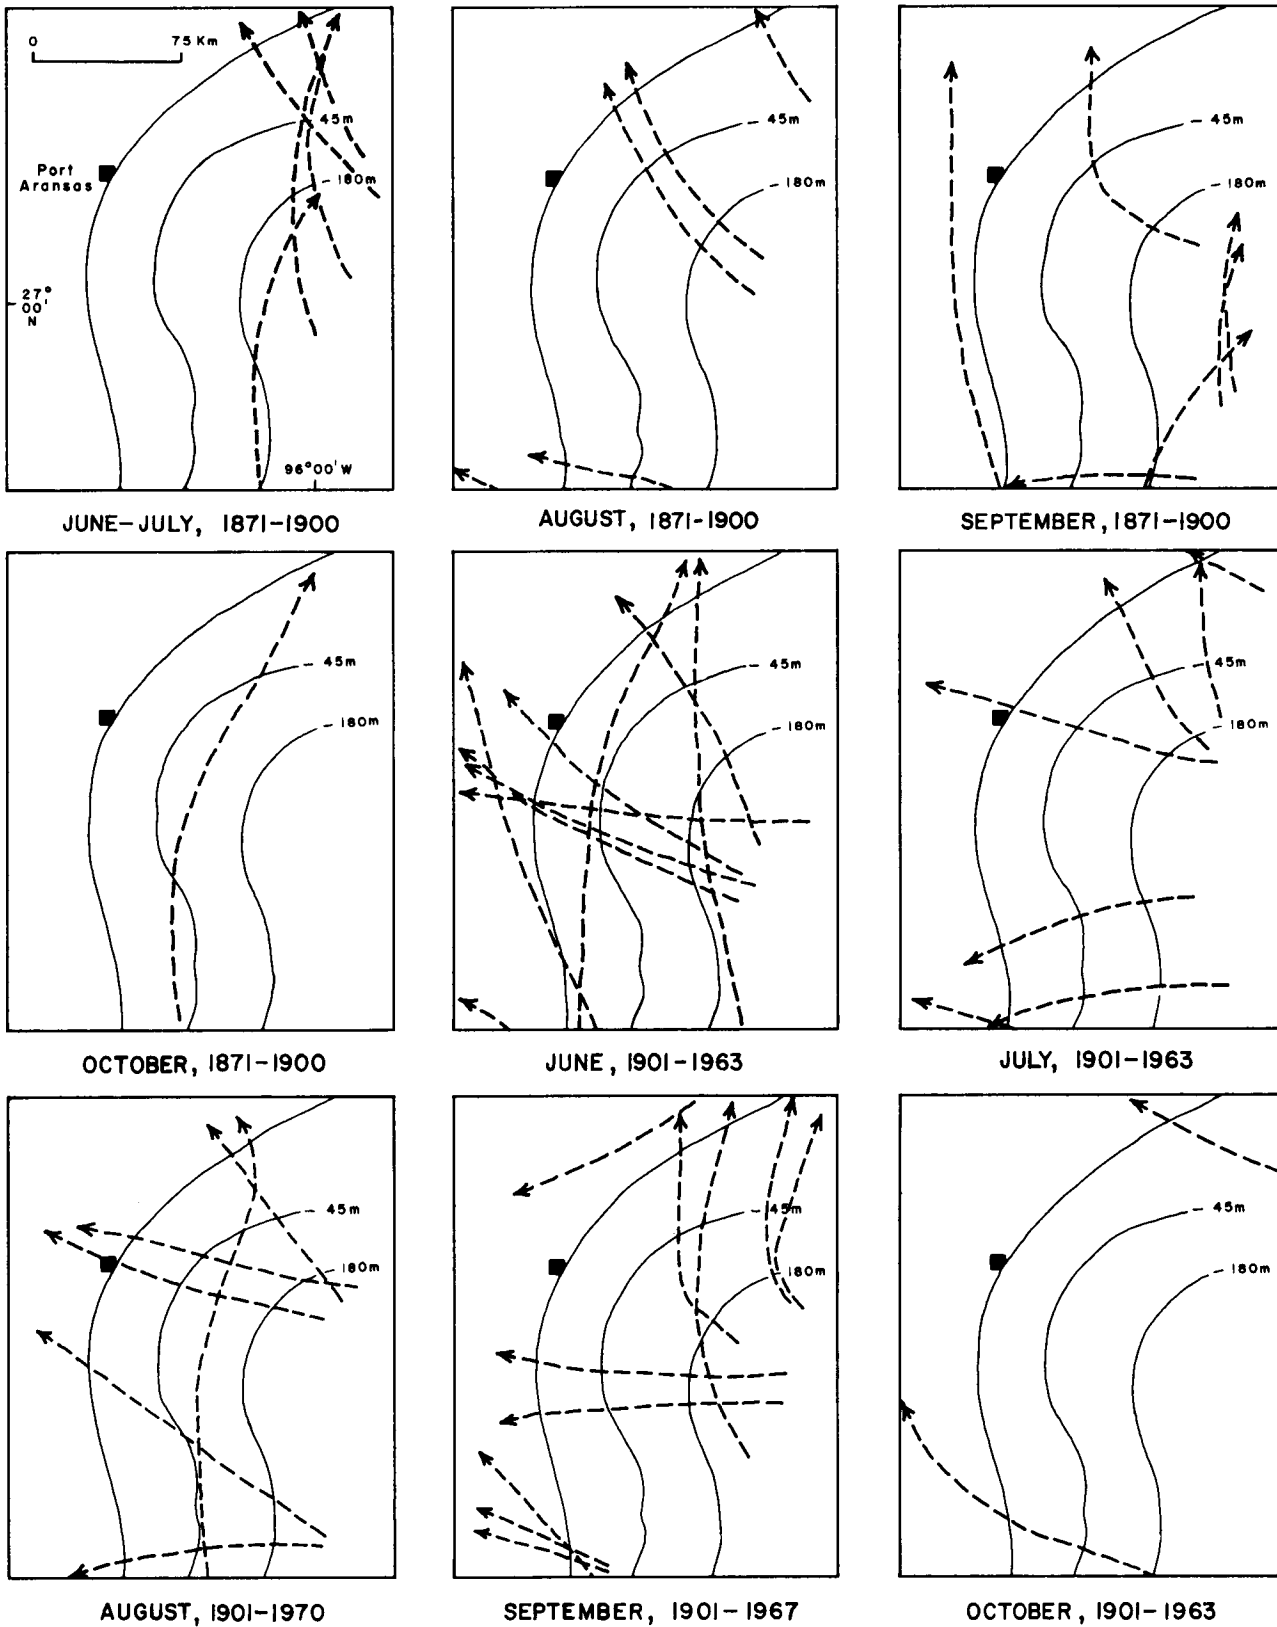 0 75 Km
45m
Port
Aransas
180m
27°
00'
N
96°00'W
45m
180m
45m
180m
JUNE-JULY, 1871-1900
AUGUST, 1871-1900
SEPTEMBER, 1871-1900
45m
180m
45m
180m
45m
180m
OCTOBER, 1871-1900
JUNE, 1901-1963
JULY, 1901-1963
45m
180m
45m
180m
45m
180m
AUGUST, 1901-1970
SEPTEMBER, 1901-1967
OCTOBER, 1901-1963